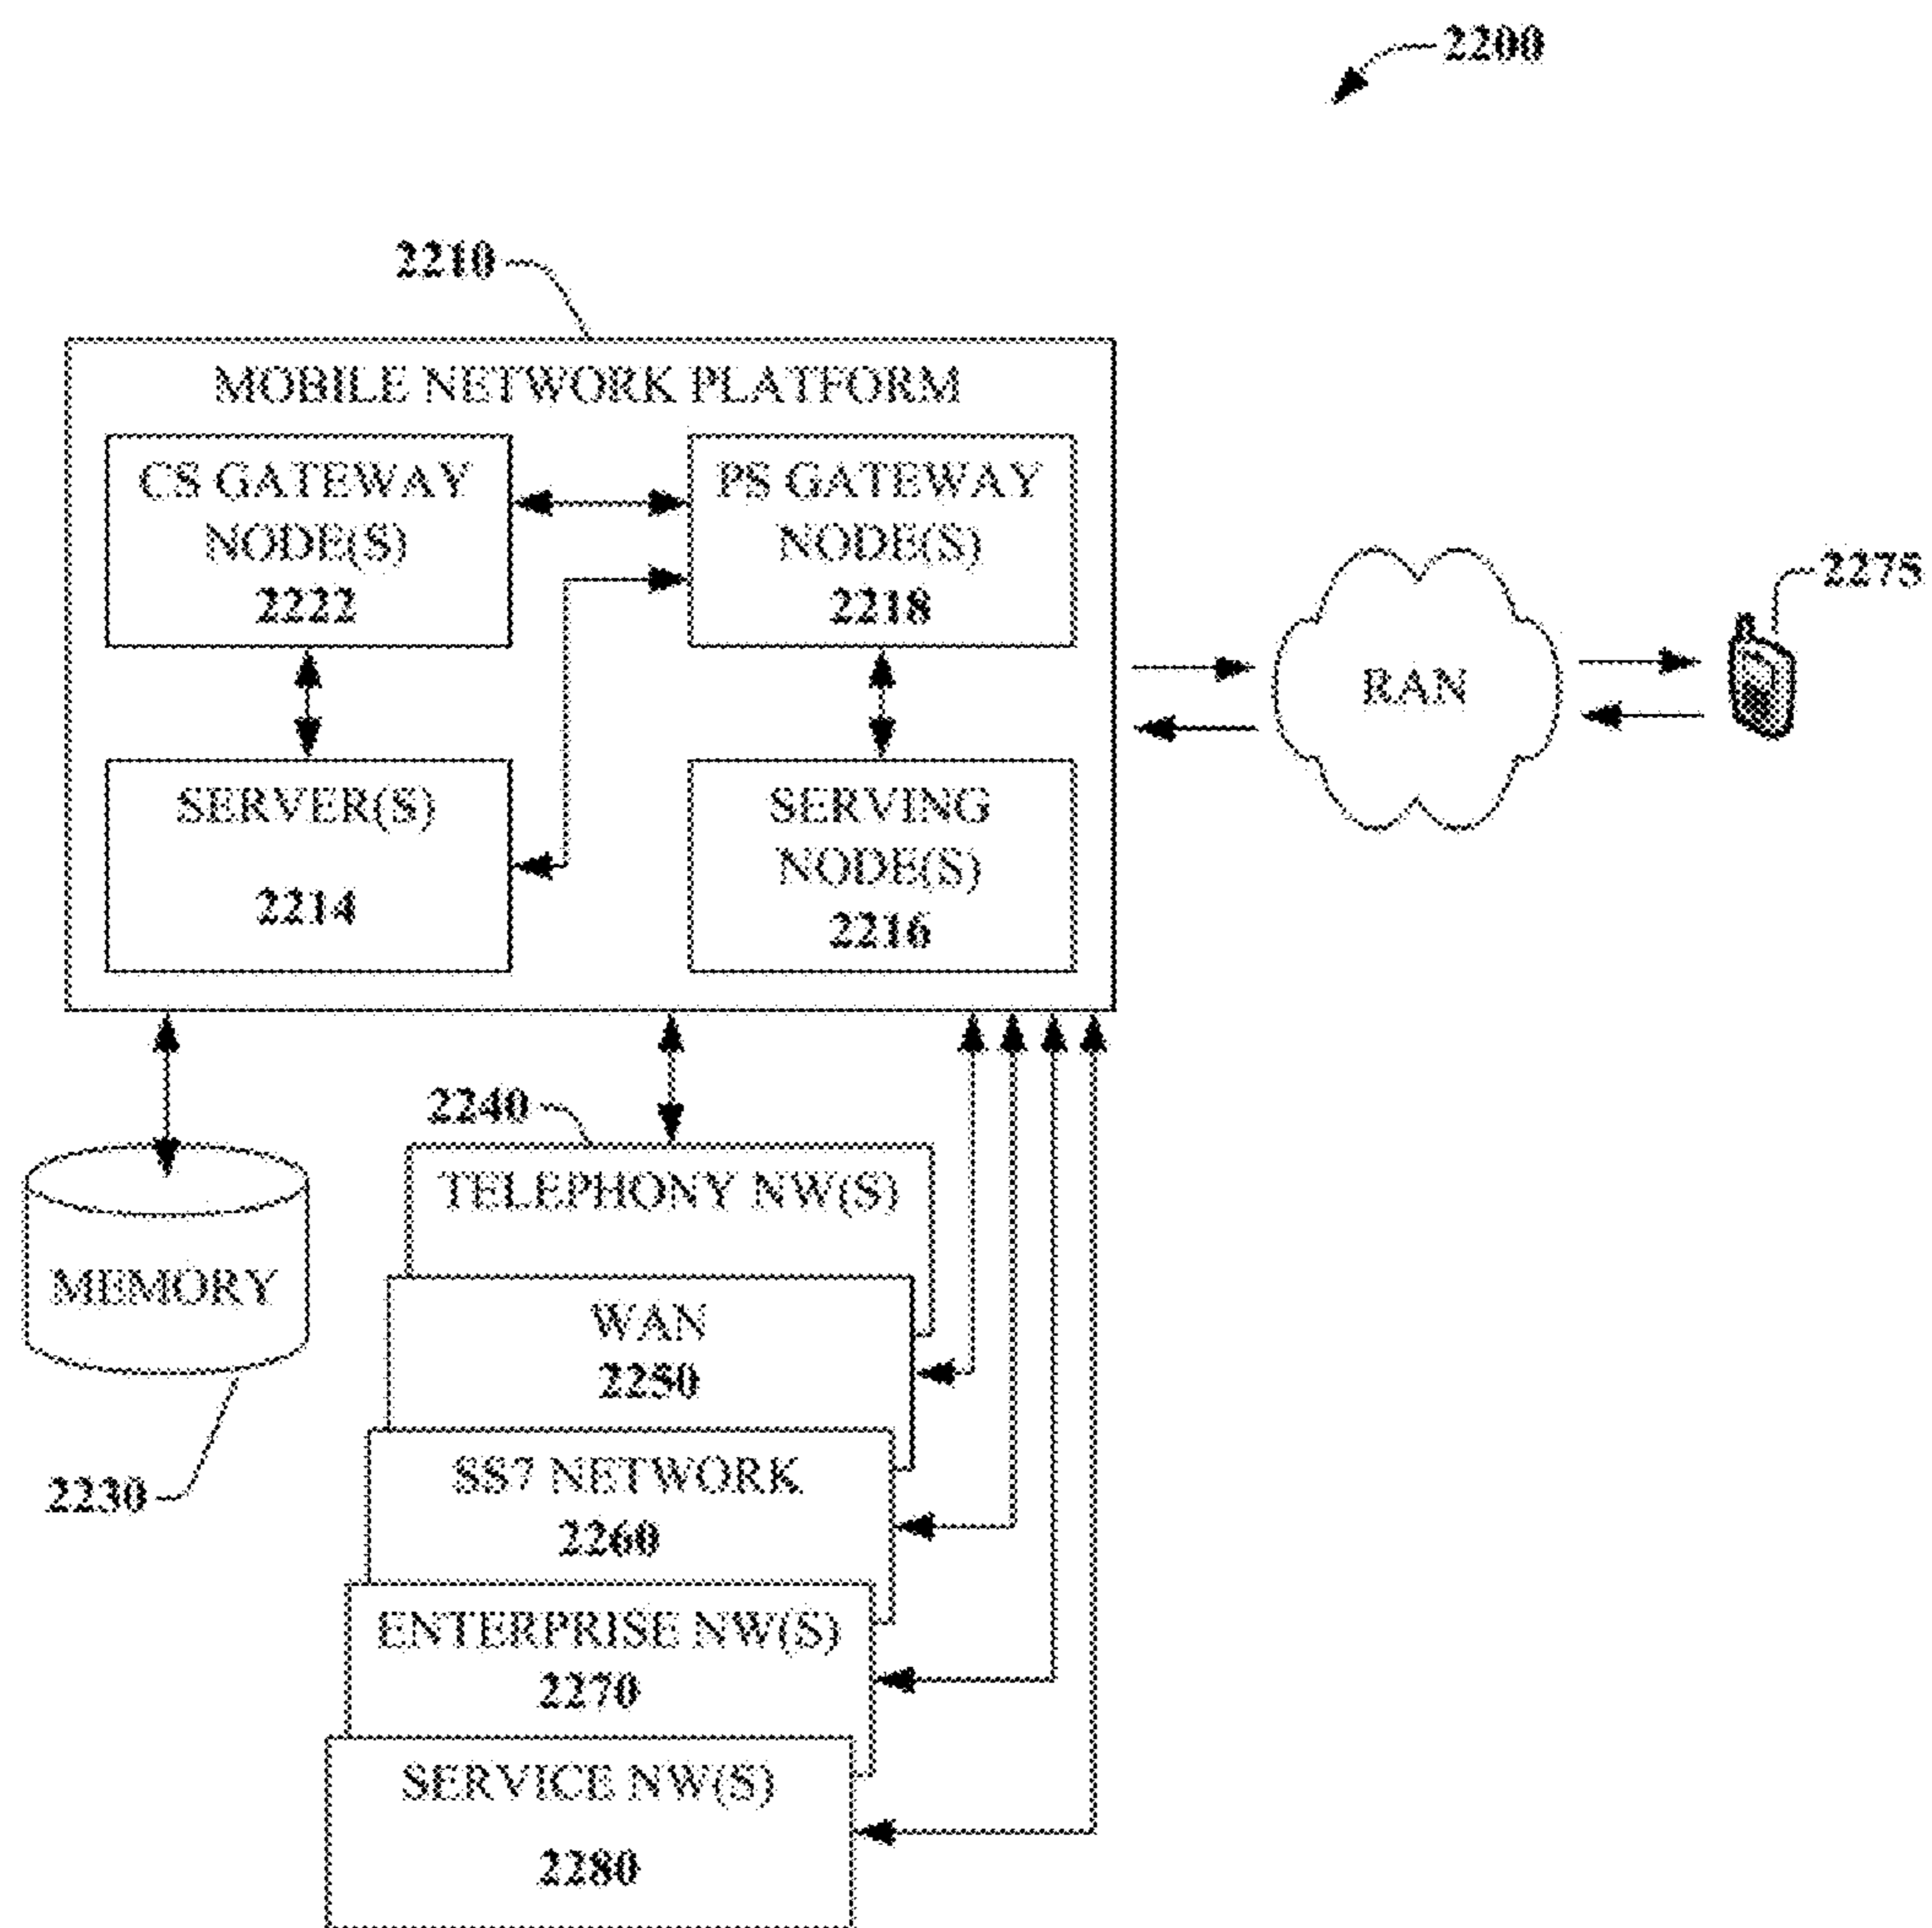 2200
2210
MOBILE NETWORK PLATFORM
CS GATEWAY
NODE(S)
2222
PS GATEWAY
NODE(S)
2218
SERVER(S)
2214
SERVING
NODE(S)
2216
RAN
2275
2240
TELEPHONY NW(S)
MEMORY
2230
WAN
2250
SS7 NETWORK
2260
ENTERPRISE NW(S)
2270
SERVICE NW(S)
2280